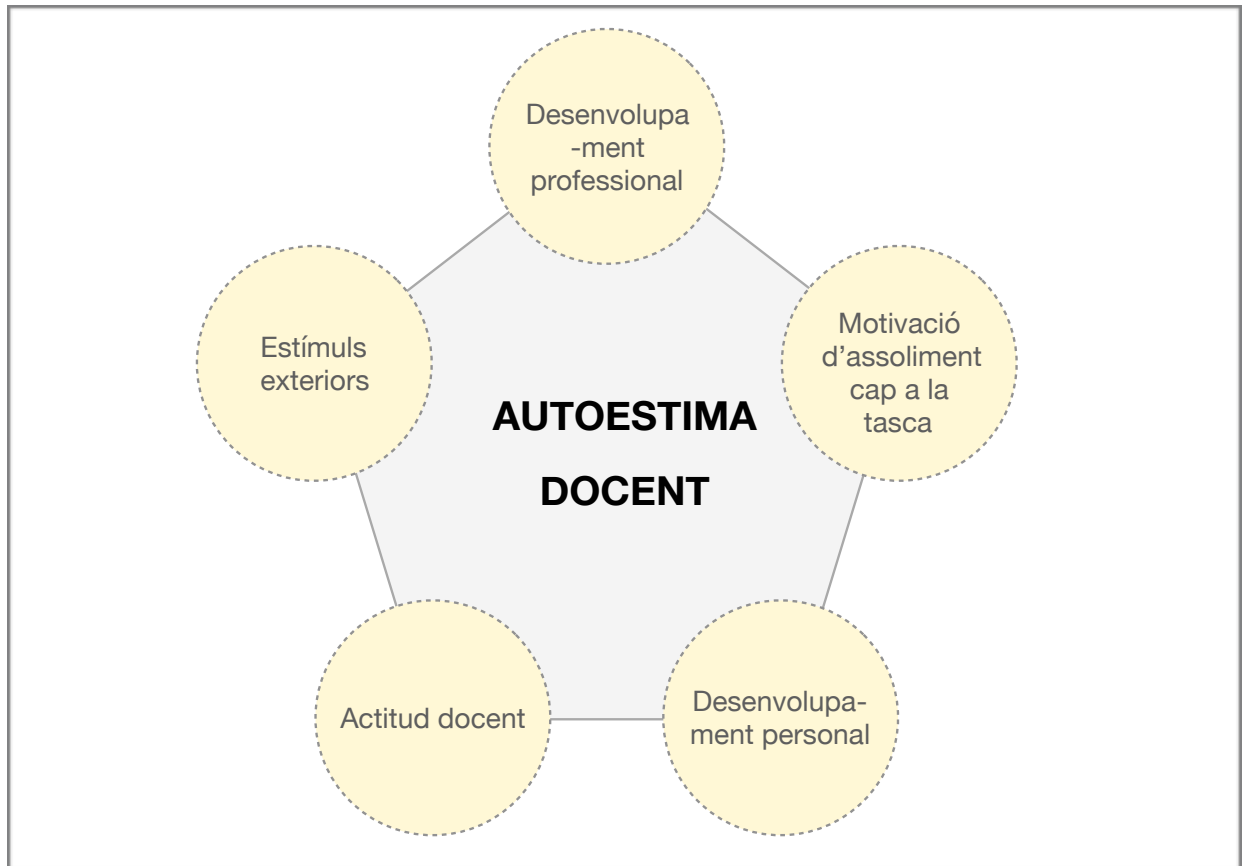 Desenvolupa
-ment
professional
Estímuls
exteriors
Motivació
d’assoliment
cap a la
tasca
AUTOESTIMA
DOCENT
Actitud docent
Desenvolupa-
ment personal